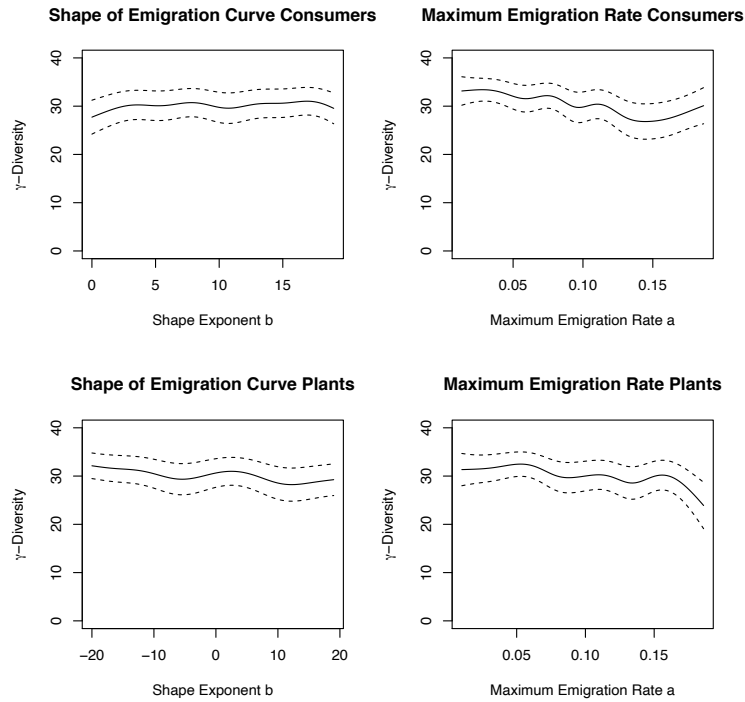 Shape of Emigration Curve Consumers
γ−Diversity
0
10
20
30
40
0
5
10
15
Shape Exponent b
Maximum Emigration Rate Consumers
γ−Diversity
0
10
20
30
40
0.05
0.10
0.15
Maximum Emigration Rate a
Shape of Emigration Curve Plants
γ−Diversity
0
10
20
30
40
−20
−10
0
10
20
Shape Exponent b
Maximum Emigration Rate Plants
γ−Diversity
0
10
20
30
40
0.05
0.10
0.15
Maximum Emigration Rate a